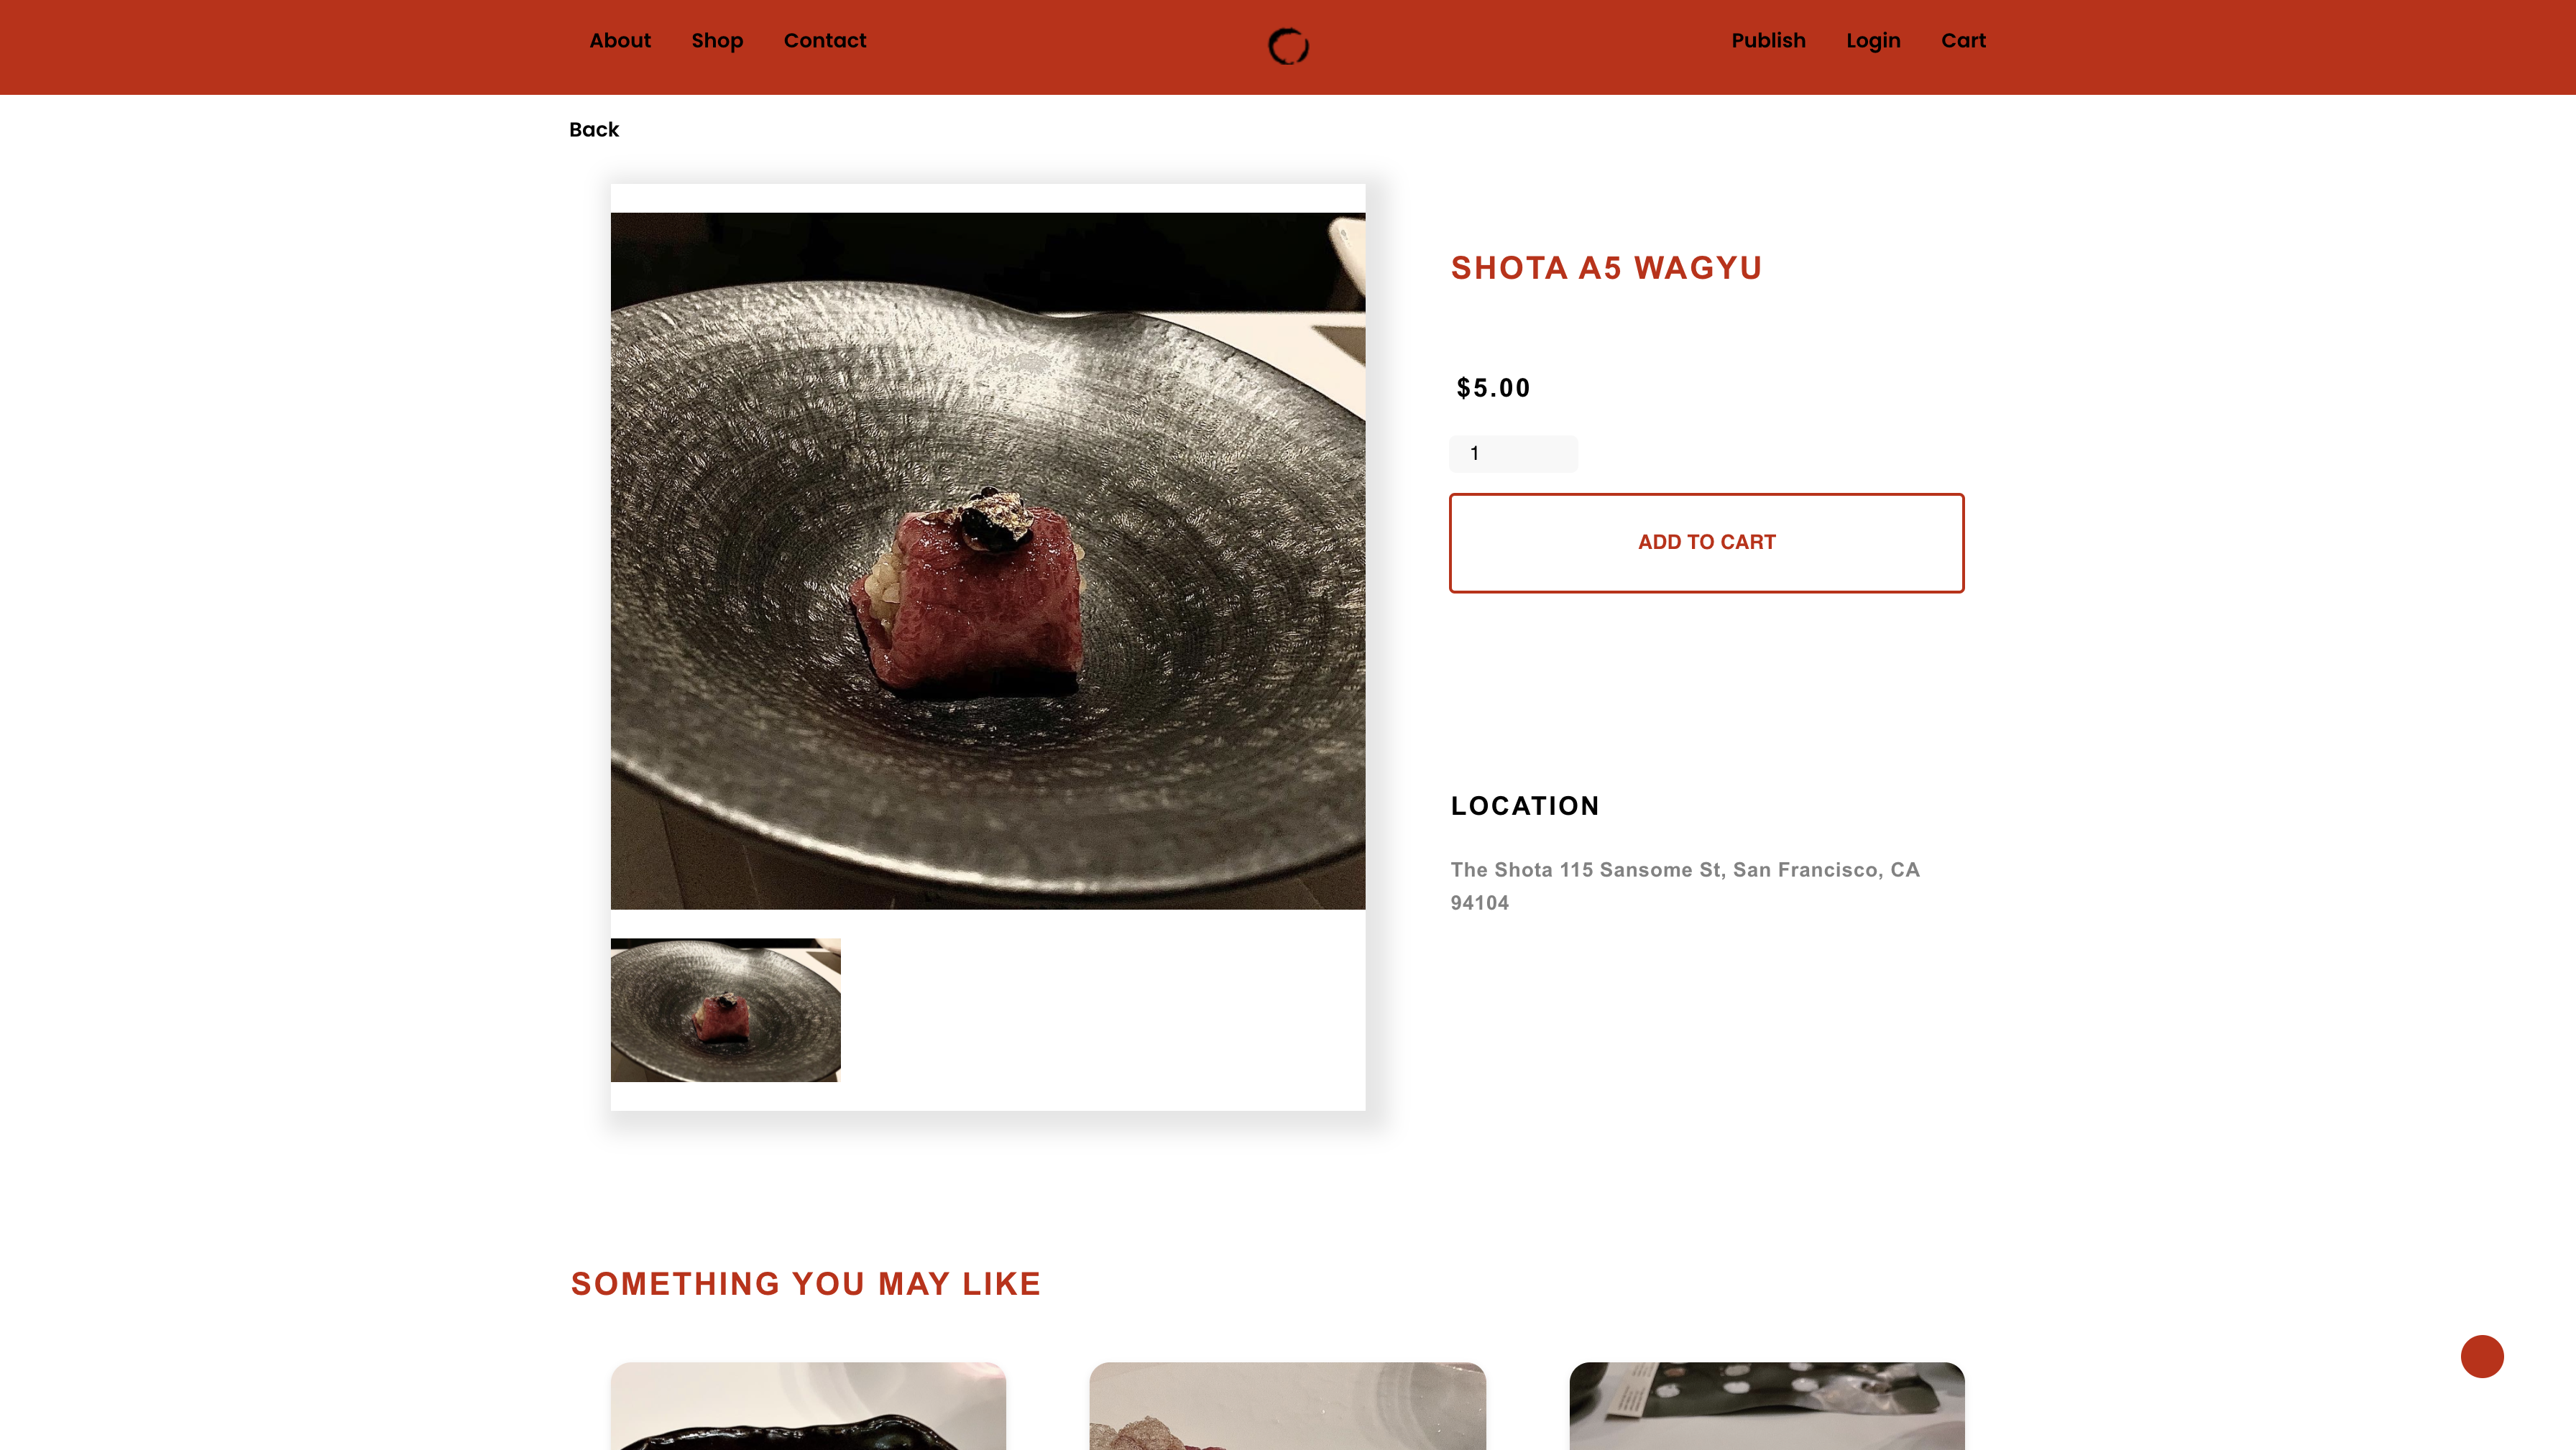 About
Shop
Contact
Publish
Login
Cart
Back
SHOTA A5 WAGYU
$5.00
1
ADD TO CART
LOCATION
The Shota 115 Sansome St, San Francisco, CA
94104
SOMETHING YOU MAY LIKE